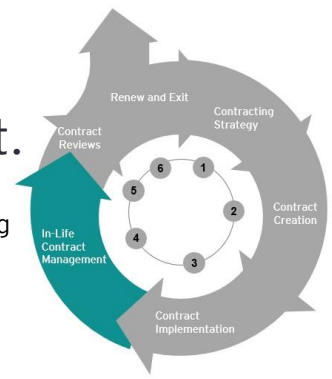 Renew and Exit
Contracting
Strategy
Contract
Reviews
t.
6
1
5
2
g
In-Life
Contract
Management
4
3
Contract
Creation
Contract
Implementation